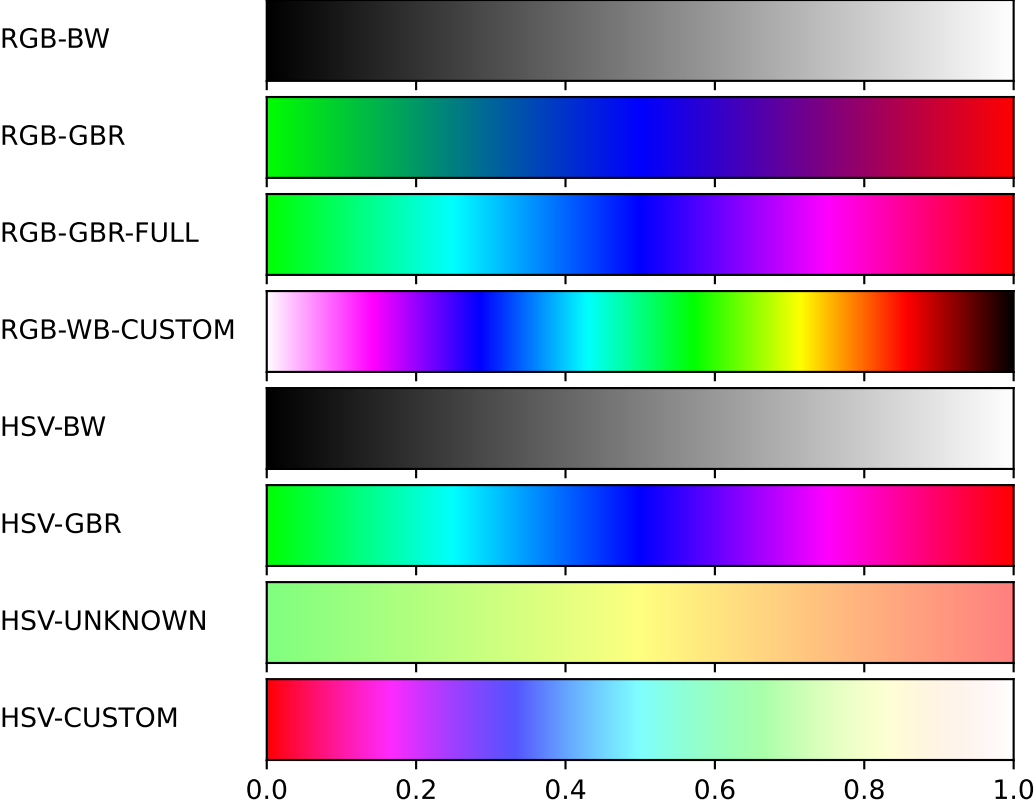 RGB-BW
RGB-GBR
RGB-GBR-FULL
RGB-WB-CUSTOM
HSV-BW
HSV-GBR
HSV-UNKNOWN
HSV-CUSTOM
0.0 0.2 0.4 0.6 0.8 1.0